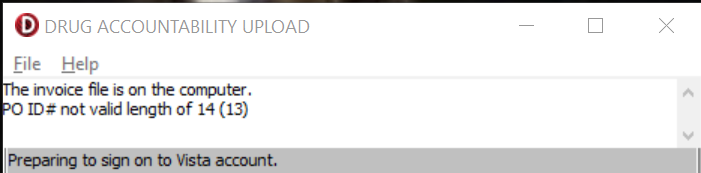 DRUG ACCOUNTABILITY UPLOAD
File Help
The invoice file is on the computer.
PO ID# not valid length of 14 (13)
Preparing to sign on to Vista account.